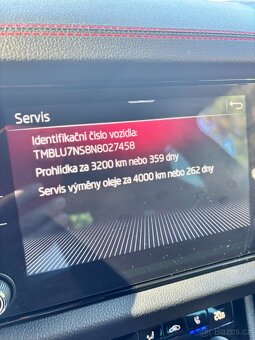 Servis
Identifikační číslo vozidla:
TMBLU7NS8N8027458
Prohlídka za 3200 km nebo 359 dny
Servis výměny oleje za 4000 km nebo 262 dny